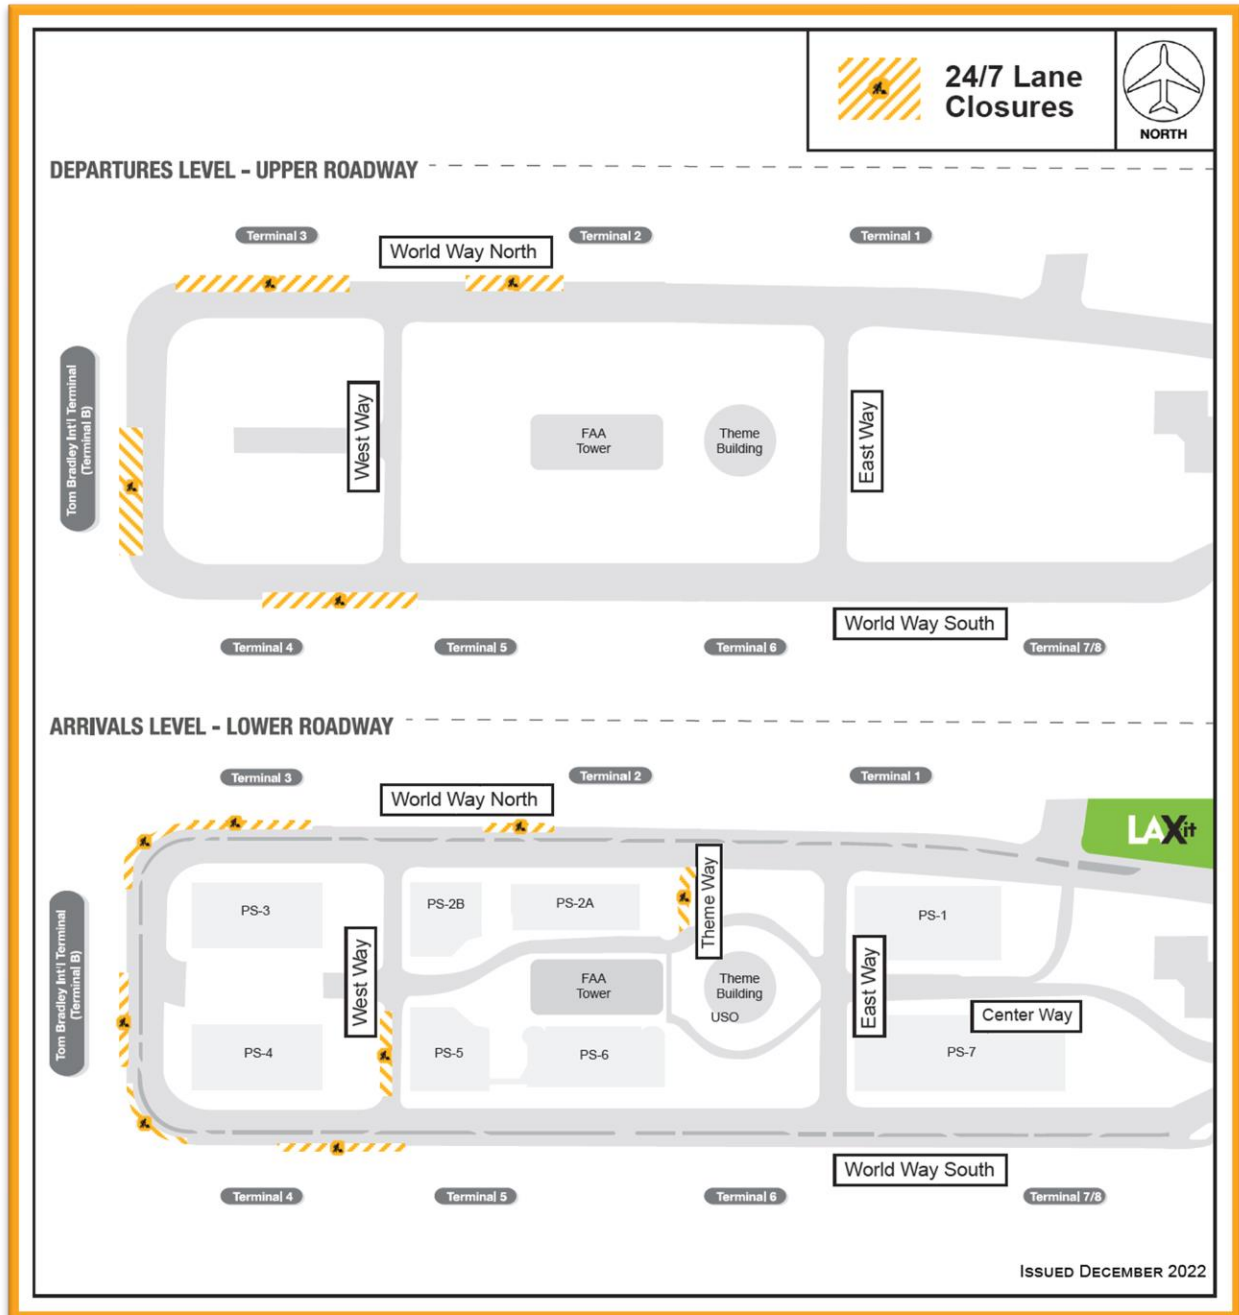 24/7 Lane
Closures
NORTH
DEPARTURES LEVEL - UPPER ROADWAY
Terminal 3
World Way North
Terminal 2
Terminal 1
Tom Bradley Int'l Terminal
(Terminal B)
West Way
FAA
Tower
Theme
Building
East Way
World Way South
Terminal 4
Terminal 5
Terminal 6
Terminal 7/8
ARRIVALS LEVEL - LOWER ROADWAY
Terminal 3
World Way North
Terminal 2
Terminal 1
LAXit
Tom Bradley Int'l Terminal
(Terminal B)
PS-3
PS-2B
PS-2A
Theme Way
PS-1
West Way
FAA
Tower
Theme
Building
USO
East Way
Center Way
PS-4
PS-5
PS-6
PS-7
World Way South
Terminal 4
Terminal 5
Terminal 6
Terminal 7/8
ISSUED DECEMBER 2022